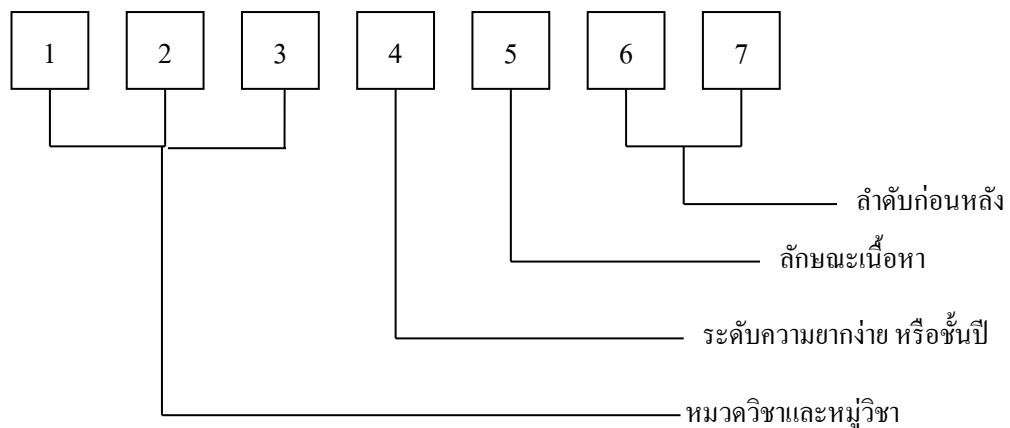 1 2 3 4 5 6 7
ลำดับก่อนหลัง
ลักษณะเนื้อหา
ระดับความยากง่าย หรือชั้นปี
หมวดวิชาและหมู่วิชา